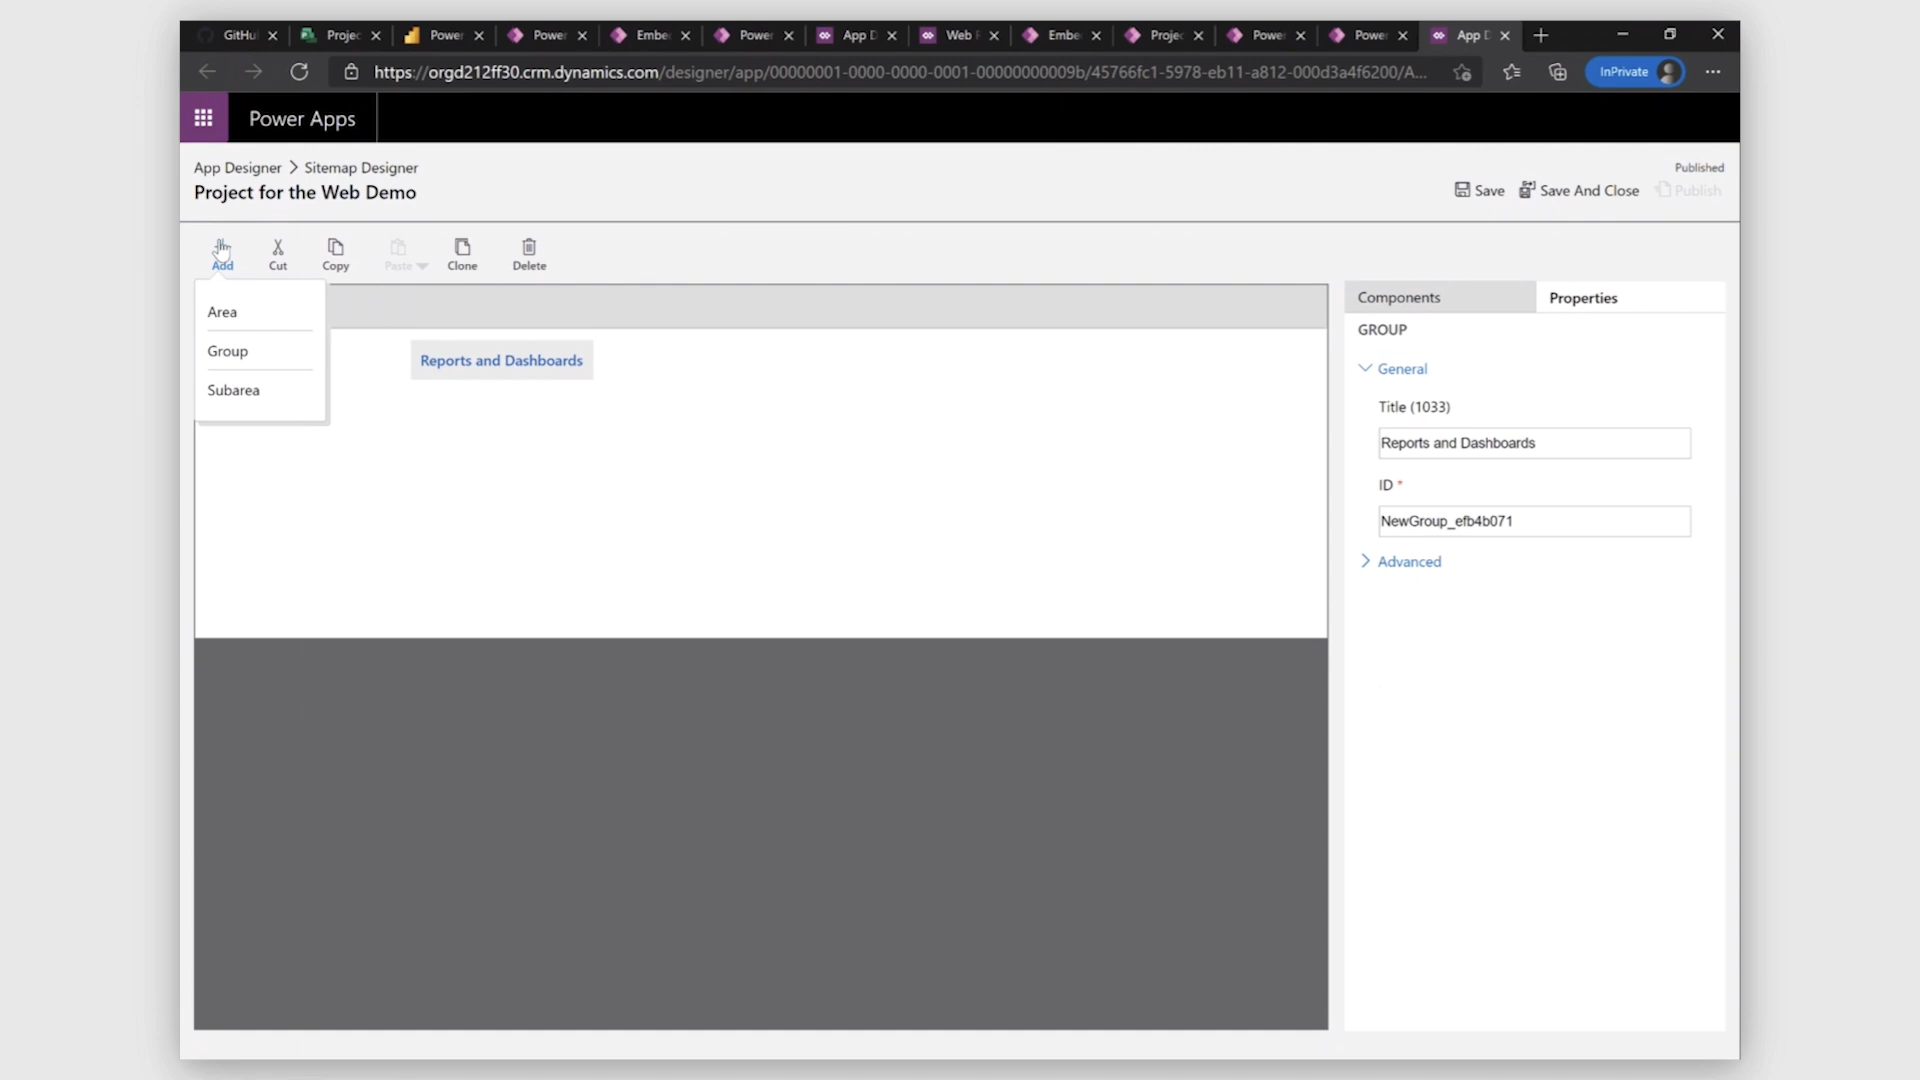 GitHu
Projec
Power
Power
Embe
Power
App D
Web F
Embe
Projec
Power
Power
App D
https://orgd212ff30.crm.dynamics.com/designer/app/00000001-0000-0000-0001-00000000009b/45766fc1-5978-eb11-a812-000d3a4f6200/A...
InPrivate
Power Apps
App Designer > Sitemap Designer
Published
Project for the Web Demo
Save
Save And Close
Publish
Add
Cut
Copy
Paste
Clone
Delete
Area
Group
Subarea
Reports and Dashboards
Components
Properties
GROUP
General
Title (1033)
Reports and Dashboards
ID *
NewGroup_efb4b071
Advanced